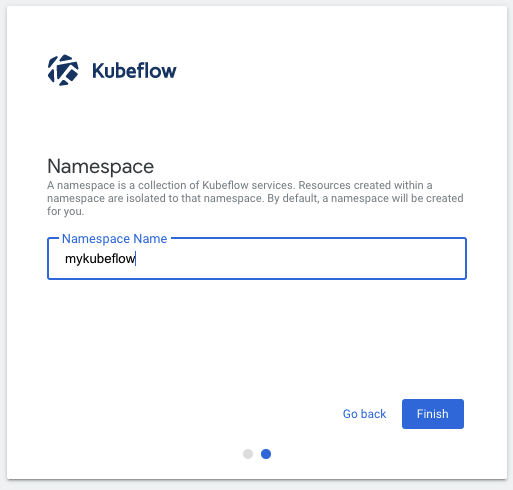 Kubeflow
Namespace
A namespace is a collection of Kubeflow services. Resources created within a
namespace are isolated to that namespace. By default, a namespace will be created
for you.
Namespace Name
mykubeflow
Go back
Finish